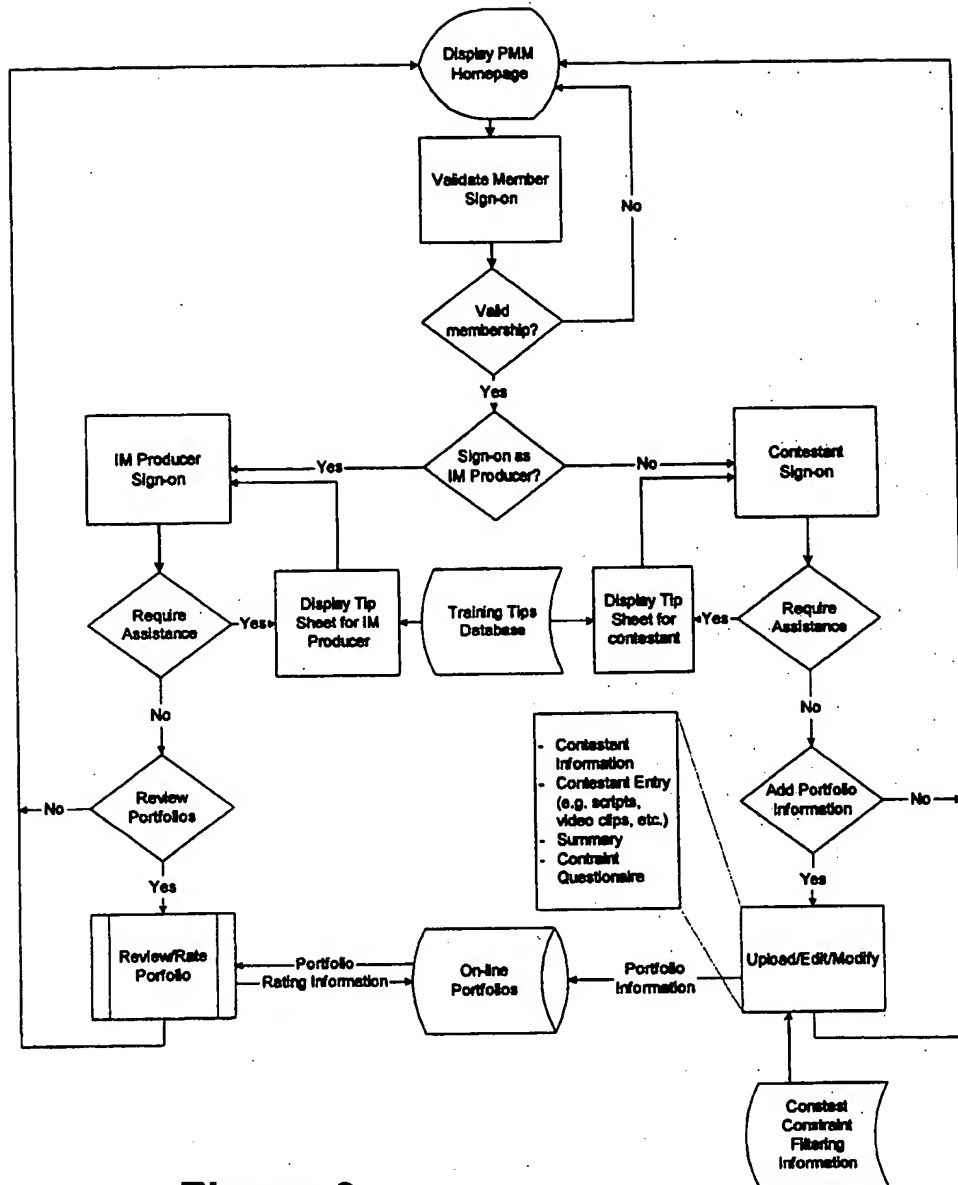 Display PMM
Homepage
Validate Member
Sign-on
No
Valid
membership?
Yes
IM Producer
Sign-on
Yes
Sign-on as
IM Producer?
No
Contestant
Sign-on
Require
Assistance
Yes
Display Tip
Sheet for IM
Producer
Training Tips
Database
Display Tip
Sheet for
contestant
Yes
Require
Assistance
No
No
- Contestant
Information
- Contestant Entry
(e.g. scripts,
video clips, etc.)
- Summary
- Contraint
Questionaire
No
Review
Portfolios
Add Portfolio
Information
No
Yes
Yes
Review/Rate
Porfolio
Portfolio
Rating Information
On-line
Portfolios
Portfolio
Information
Upload/Edit/Modify
Constest
Constraint
Filtering
Information